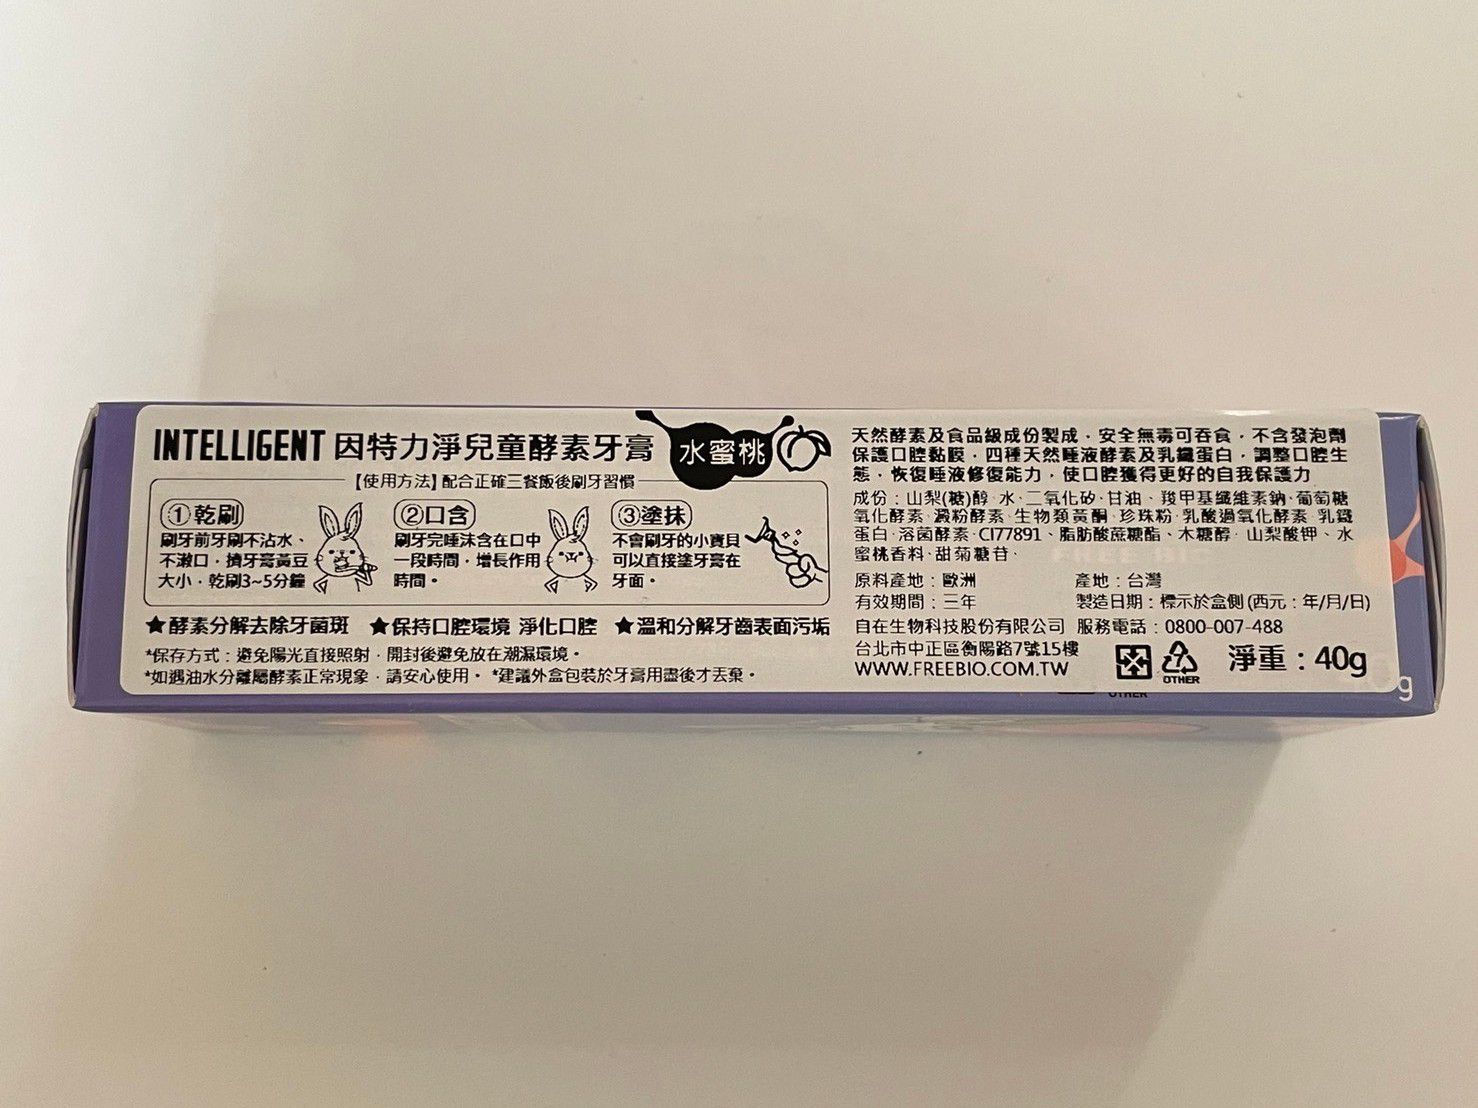 INTELLIGENT 因特力淨兒童酵素牙膏 水蜜桃
【使用方法】配合正確三餐飯後刷牙習慣
①乾刷
刷牙前牙刷不沾水、
不漱口，擠牙膏黃豆
大小，乾刷3~5分鐘
②口含
刷牙完唾沫含在口中
一段時間，增長作用
時間。
③塗抹
不會刷牙的小寶貝
可以直接塗牙膏在
牙面。
★酵素分解去除牙菌斑 ★保持口腔環境 淨化口腔 ★溫和分解牙齒表面污垢
*保存方式：避免陽光直接照射，開封後避免放在潮濕環境。
*如遇油水分離屬酵素正常現象，請安心使用。 *建議外盒包裝於牙膏用盡後才丟棄。
天然酵素及食品級成份製成，安全無毒可吞食，不含發泡劑
保護口腔黏膜，四種天然唾液酵素及乳鐵蛋白，調整口腔生
態，恢復唾液修復能力，使口腔獲得更好的自我保護力
成份：山梨(糖)醇、水、二氧化矽、甘油、羧甲基纖維素鈉、葡萄糖
氧化酵素、澱粉酵素、生物類黃酮、珍珠粉、乳酸過氧化酵素、乳鐵
蛋白、溶菌酵素、CI77891、脂肪酸蔗糖酯、木糖醇、山梨酸鉀、水
蜜桃香料、甜菊糖苷、
原料產地：歐洲 產地：台灣
有效期間：三年 製造日期：標示於盒側(西元：年/月/日)
自在生物科技股份有限公司 服務電話：0800-007-488
台北市中正區衡陽路7號15樓
WWW.FREEBIO.COM.TW
OTHER
淨重：40g
g
OTHER